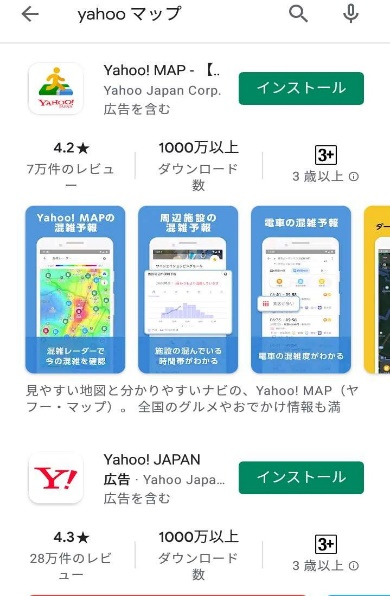 yahoo マップ
Yahoo! MAP - 【..
Yahoo Japan Corp.
広告を含む
インストール
YAHOO!
4.2★
7万件のレビュ
ー
1000万以上
ダウンロード
数
3+
3 歳以上
Yahoo! MAPの
混雑予報
混雑レーダーで
今の混雑を確認
周辺施設の
混雑予報
施設の混んでいる
時間帯がわかる
電車の混雑予報
電車の混雑度がわかる
ダー
見やすい地図と分かりやすいナビの、Yahoo! MAP（ヤ
フー・マップ）。 全国のグルメやおでかけ情報も満
Y!
Yahoo! JAPAN
広告・Yahoo Japa...
広告を含む
インストール
4.3★
28万件のレビ
ュー
1000万以上
ダウンロード
数
3+
3 歳以上